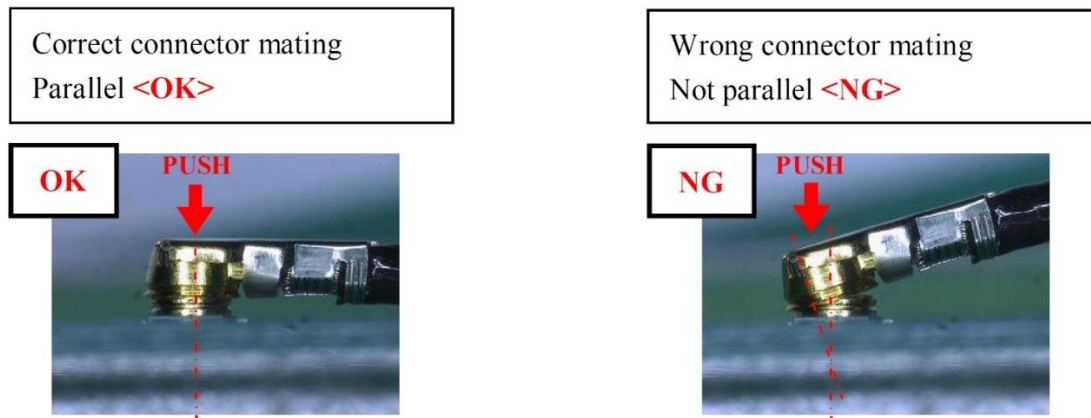 Correct connector mating
Parallel <OK>
Wrong connector mating
Not parallel <NG>
OK
PUSH
NG
PUSH